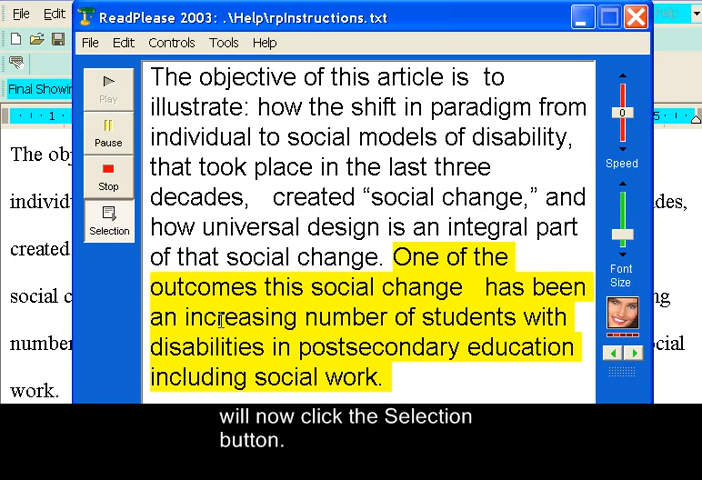 File Edit
Final Showin
ReadPlease 2003: .\Help\rpInstructions.txt
File Edit Controls Tools Help
Play
Pause
Stop
Selection
The objective of this article is to
illustrate: how the shift in paradigm from
individual to social models of disability,
that took place in the last three
decades, created “social change,” and
how universal design is an integral part
of that social change. One of the
outcomes this social change has been
an increasing number of students with
disabilities in postsecondary education
including social work.
0
Speed
Font
Size
1
5
The obj
individ
created
social c
number
work.
des,
ng
ocial
will now click the Selection
button.